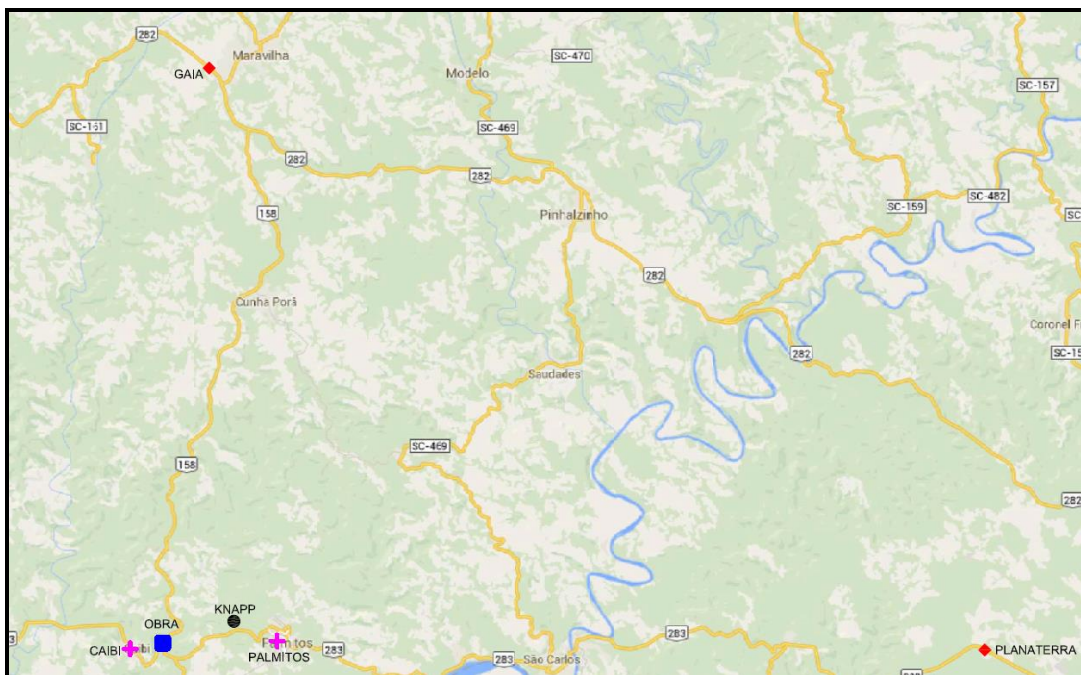 282
Maravilha
GAIA
Modelo
SC-470
SC-157
SC-161
SC-469
282
282
158
SC-159
SC-482
Pinhalzinho
282
Cunha Porã
282
Coronel F
Saudades
SC-469
158
282
KNAPP
OBRA
CAIBI
Palmitos
PALMITOS
283
283
283
São Carlos
PLANATERRA